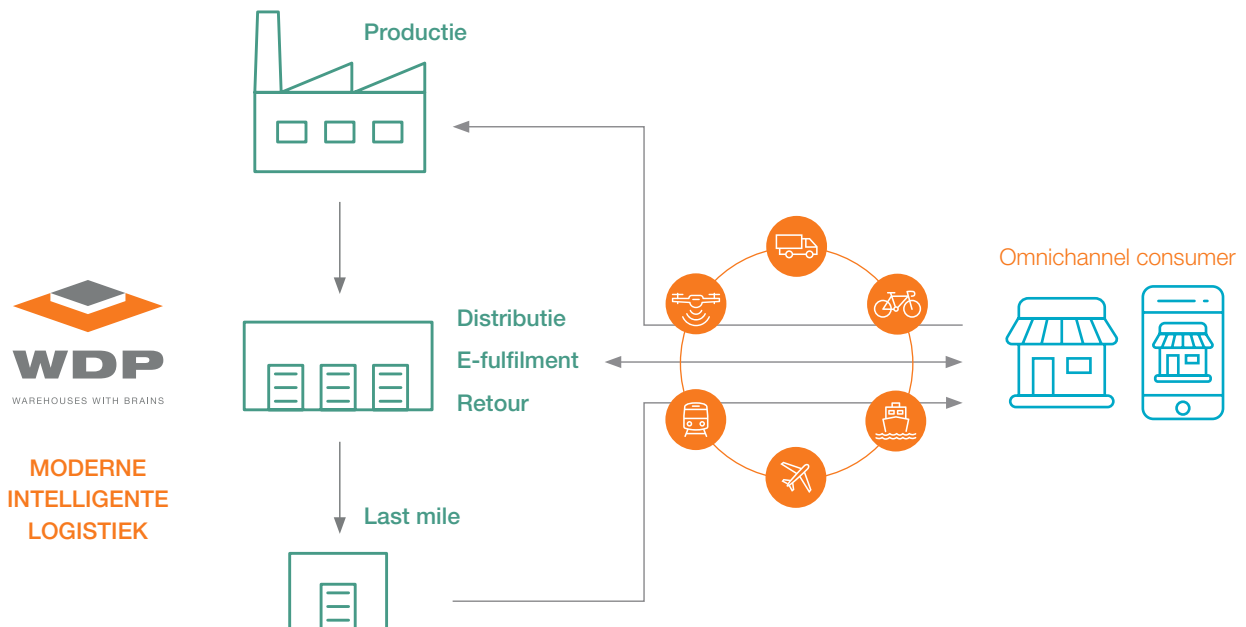 Productie
Omnichannel consumer
Distributie
E-fulfilment
Retour
WDP
WAREHOUSES WITH BRAINS
MODERNE
INTELLIGENTE
LOGISTIEK
Last mile